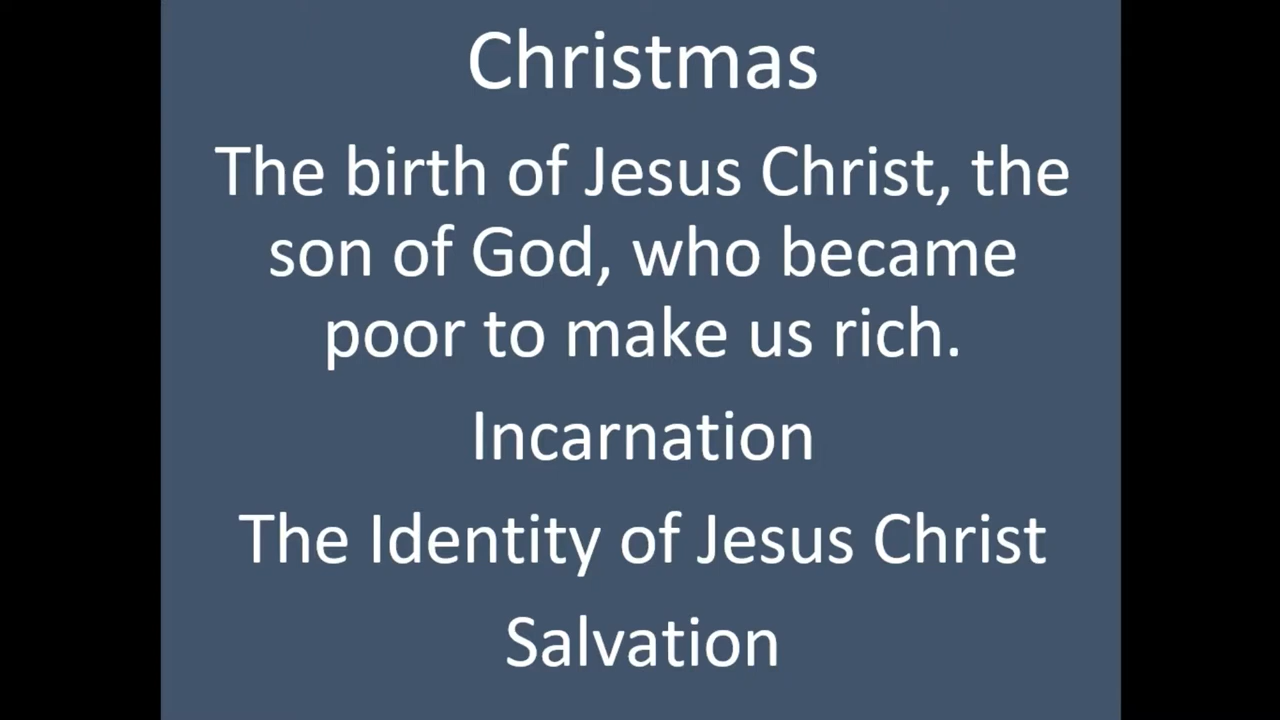 Christmas
The birth of Jesus Christ, the
son of God, who became
poor to make us rich.
Incarnation
The Identity of Jesus Christ
Salvation